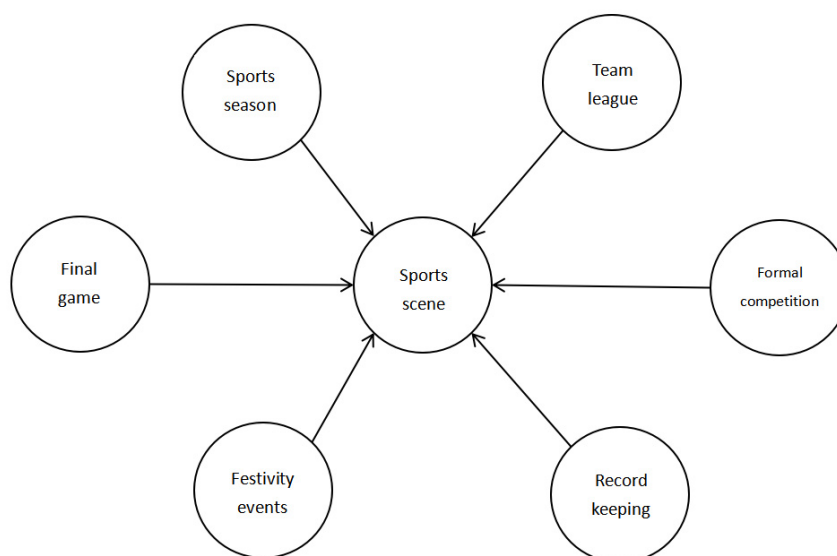 Sports
season
Team
league
Final
game
Sports
scene
Formal
competition
Festivity
events
Record
keeping